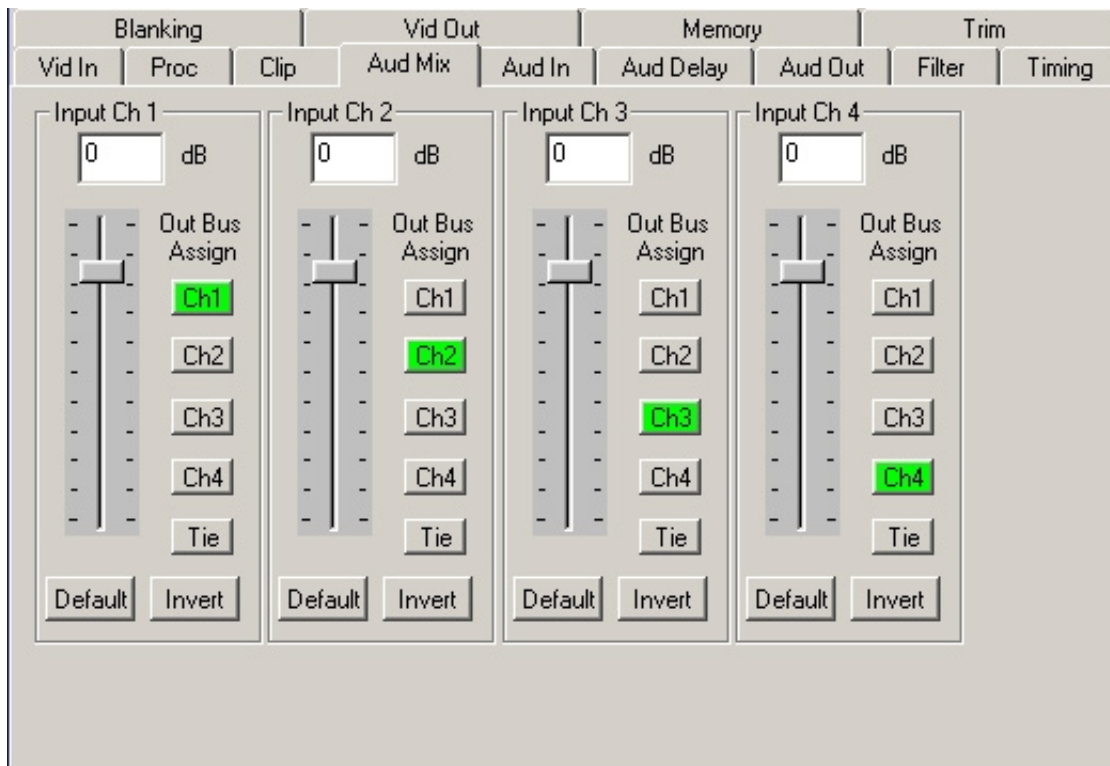 Blanking Vid Out Memory Trim
Vid In Proc Clip Aud Mix Aud In Aud Delay Aud Out Filter Timing
Input Ch 1
0 dB
Out Bus
Assign
Ch1
Ch2
Ch3
Ch4
Tie
Default Invert
Input Ch 2
0 dB
Out Bus
Assign
Ch1
Ch2
Ch3
Ch4
Tie
Default Invert
Input Ch 3
0 dB
Out Bus
Assign
Ch1
Ch2
Ch3
Ch4
Tie
Default Invert
Input Ch 4
0 dB
Out Bus
Assign
Ch1
Ch2
Ch3
Ch4
Tie
Default Invert